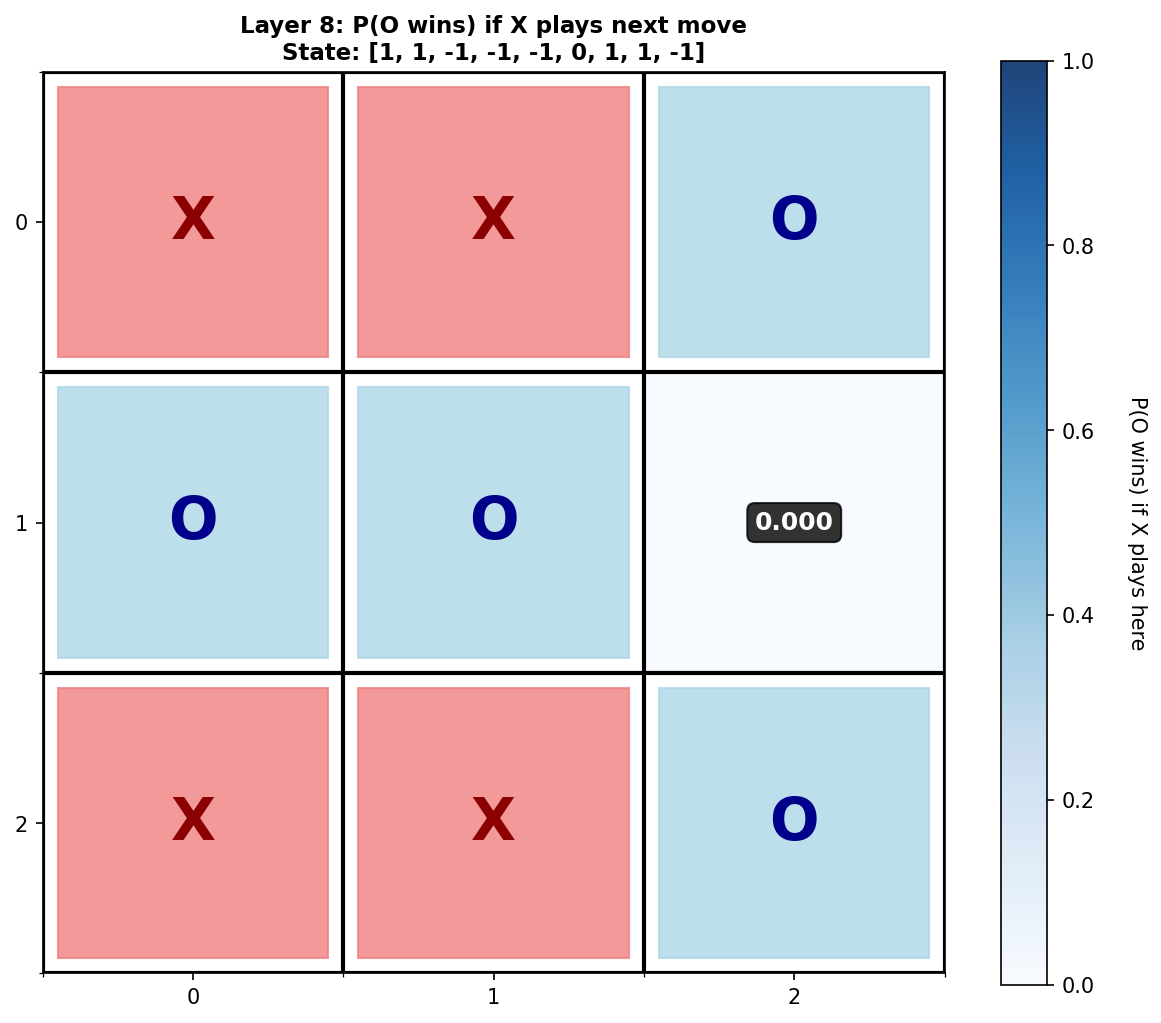 Layer 8: P(O wins) if X plays next move
State: [1, 1, -1, -1, -1, 0, 1, 1, -1]
0
X
X
O
1
O
O
0.000
2
X
X
O
0
1
2
1.0
0.8
0.6
0.4
0.2
0.0
P(O wins) if X plays here